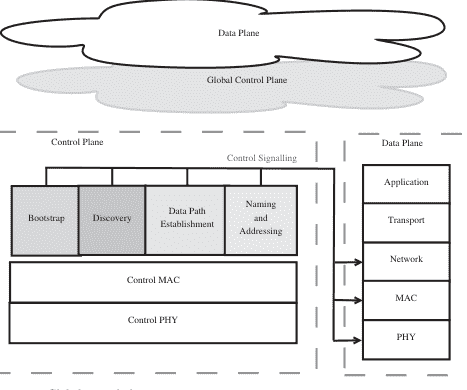 Data Plane
Global Control Plane
Control Plane
Data Plane
Control Signalling
Bootstrap
Discovery
Data Path
Establishment
Naming
and
Addressing
Control MAC
Control PHY
Application
Transport
Network
MAC
PHY